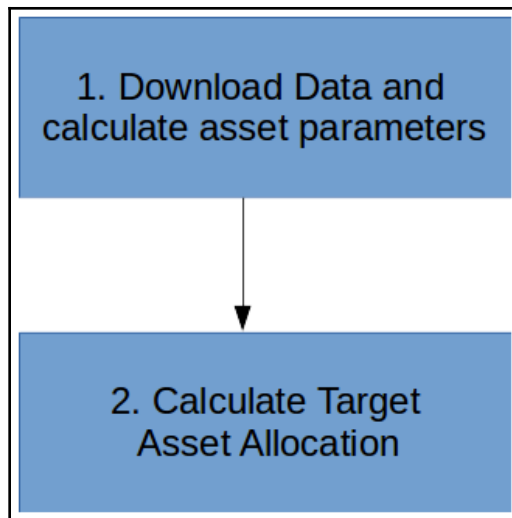 1. Download Data and
calculate asset parameters
2. Calculate Target
Asset Allocation